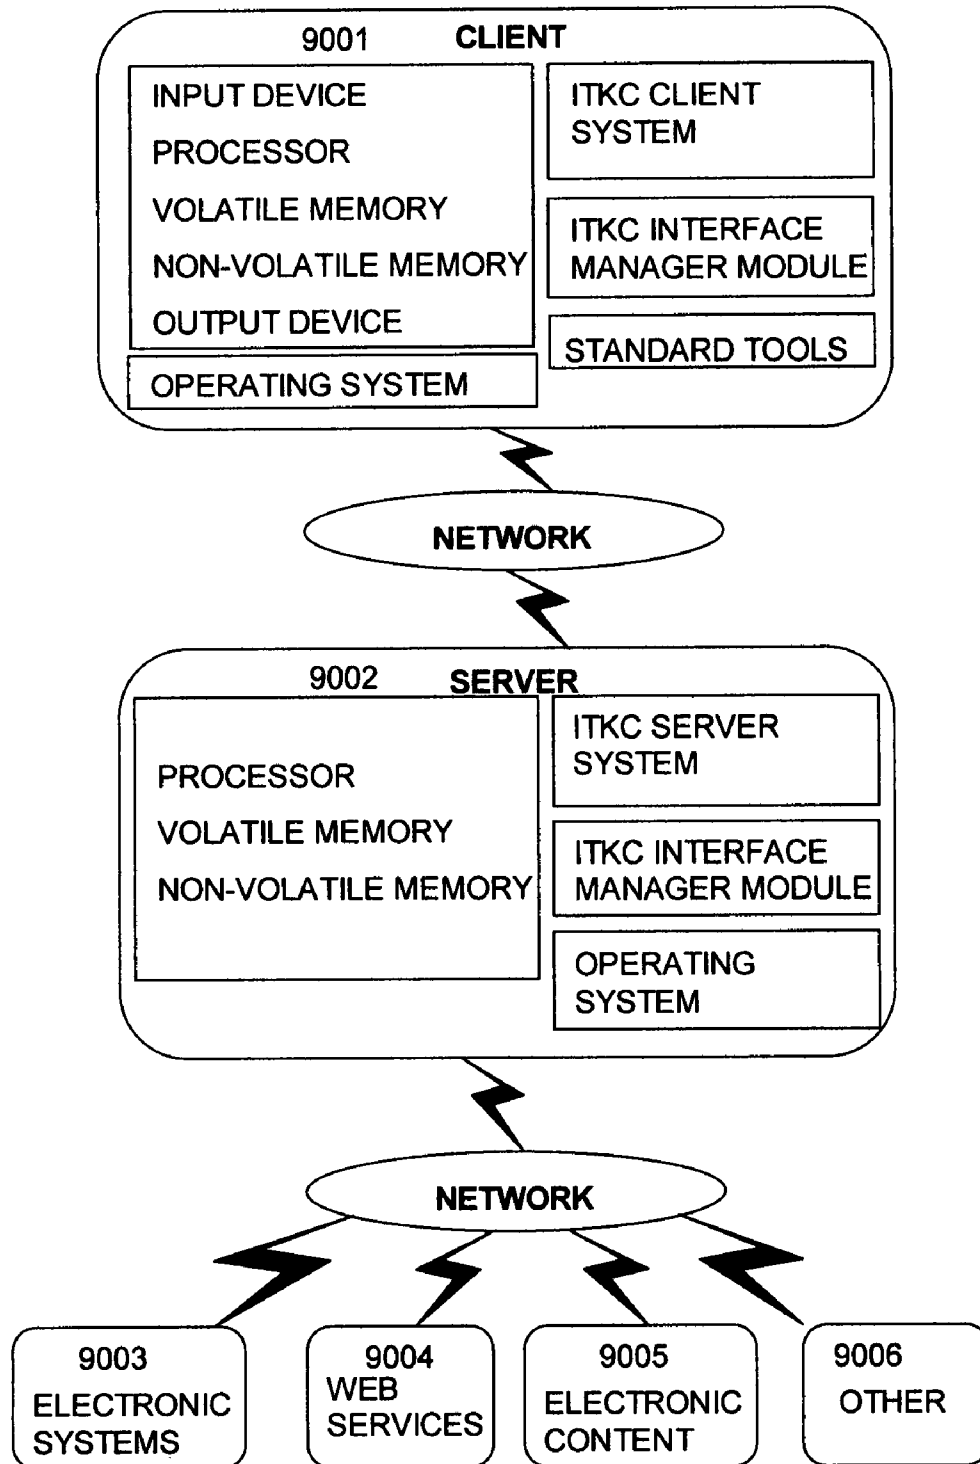 9001 CLIENT
INPUT DEVICE
PROCESSOR
VOLATILE MEMORY
NON-VOLATILE MEMORY
OUTPUT DEVICE
OPERATING SYSTEM
ITKC CLIENT
SYSTEM
ITKC INTERFACE
MANAGER MODULE
STANDARD TOOLS
NETWORK
9002 SERVER
PROCESSOR
VOLATILE MEMORY
NON-VOLATILE MEMORY
ITKC SERVER
SYSTEM
ITKC INTERFACE
MANAGER MODULE
OPERATING
SYSTEM
NETWORK
9003
ELECTRONIC
SYSTEMS
9004
WEB
SERVICES
9005
ELECTRONIC
CONTENT
9006
OTHER